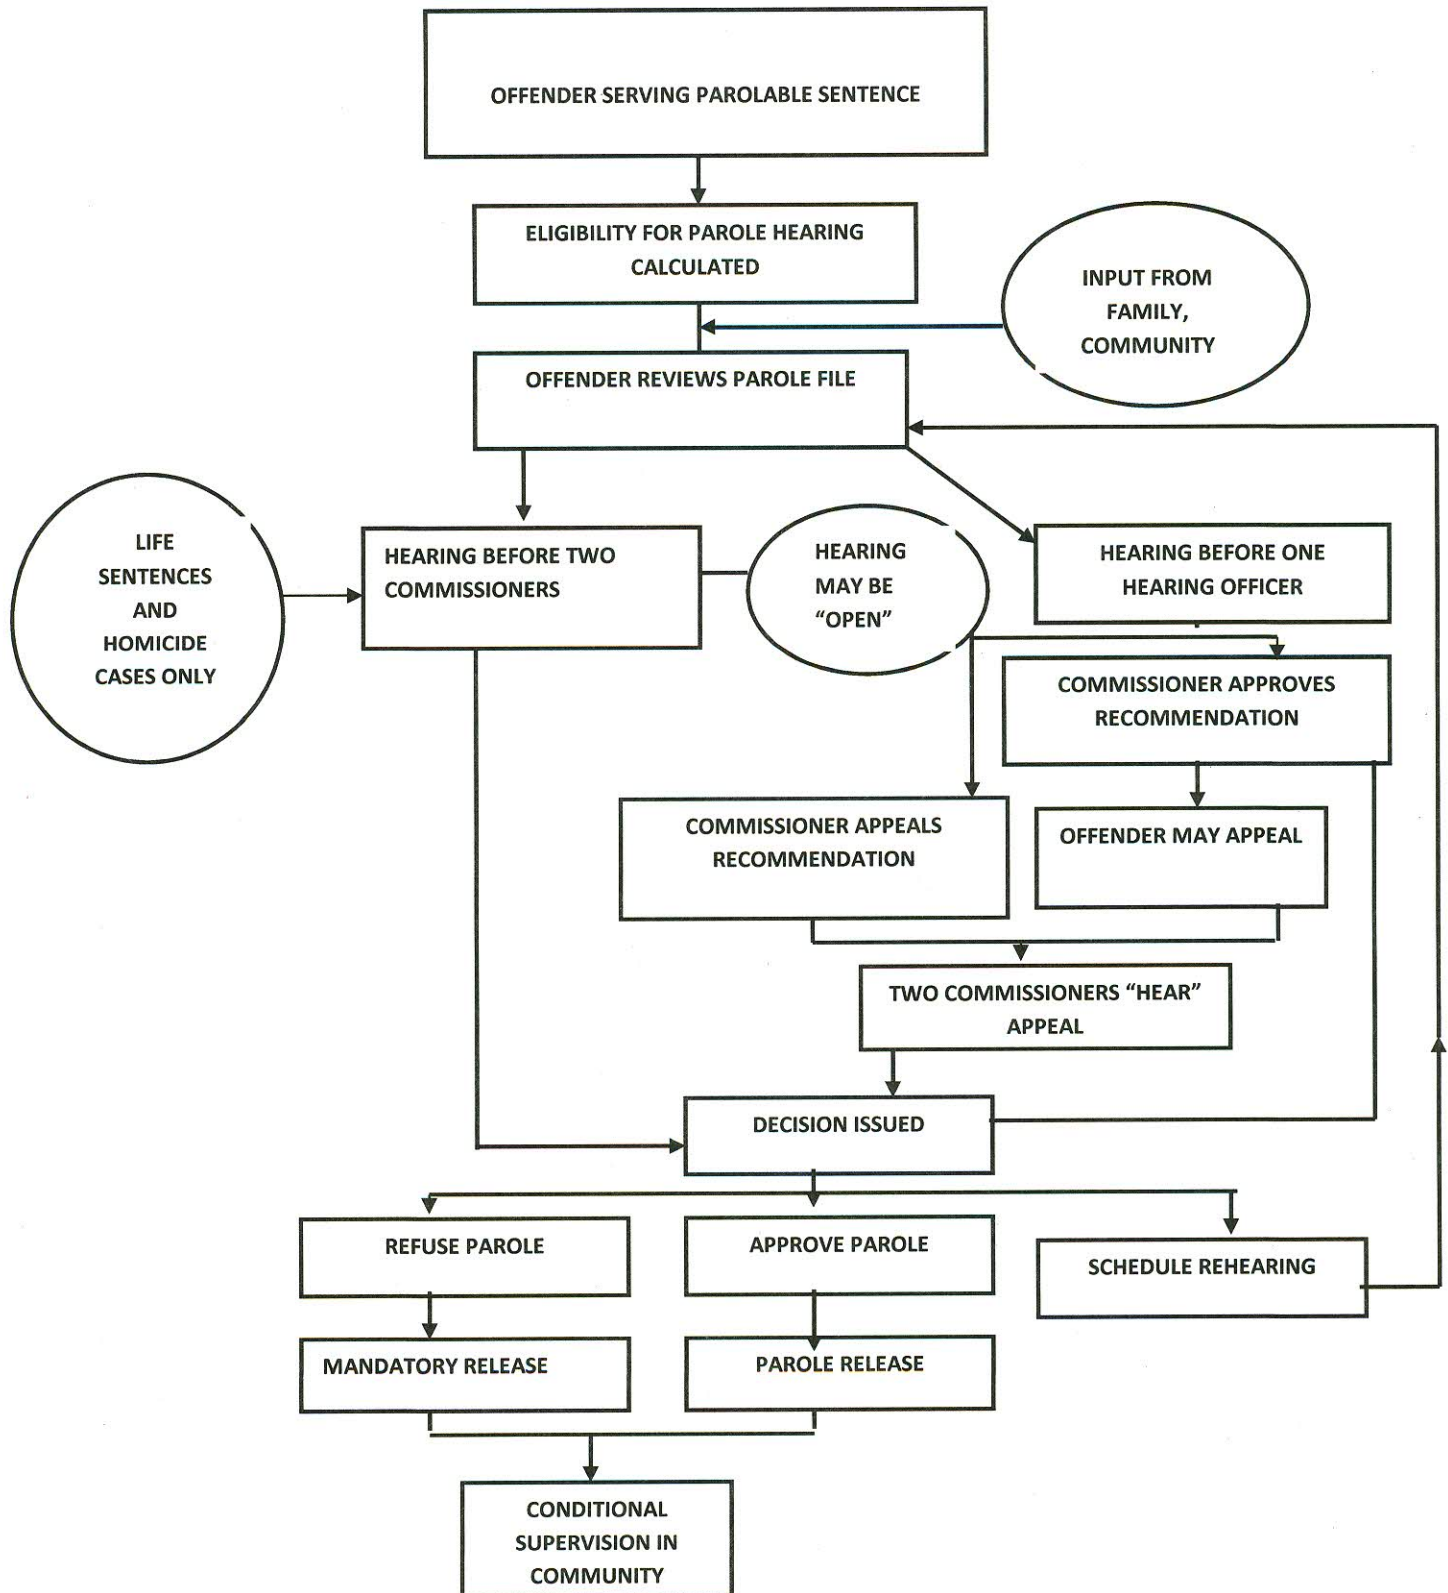 OFFENDER SERVING PAROLABLE SENTENCE
ELIGIBILITY FOR PAROLE HEARING
CALCULATED
INPUT FROM
FAMILY,
COMMUNITY
OFFENDER REVIEWS PAROLE FILE
LIFE
SENTENCES
AND
HOMICIDE
CASES ONLY
HEARING BEFORE TWO
COMMISSIONERS
HEARING
MAY BE
“OPEN”
HEARING BEFORE ONE
HEARING OFFICER
COMMISSIONER APPROVES
RECOMMENDATION
COMMISSIONER APPEALS
RECOMMENDATION
OFFENDER MAY APPEAL
TWO COMMISSIONERS “HEAR”
APPEAL
DECISION ISSUED
REFUSE PAROLE
APPROVE PAROLE
SCHEDULE REHEARING
MANDATORY RELEASE
PAROLE RELEASE
CONDITIONAL
SUPERVISION IN
COMMUNITY